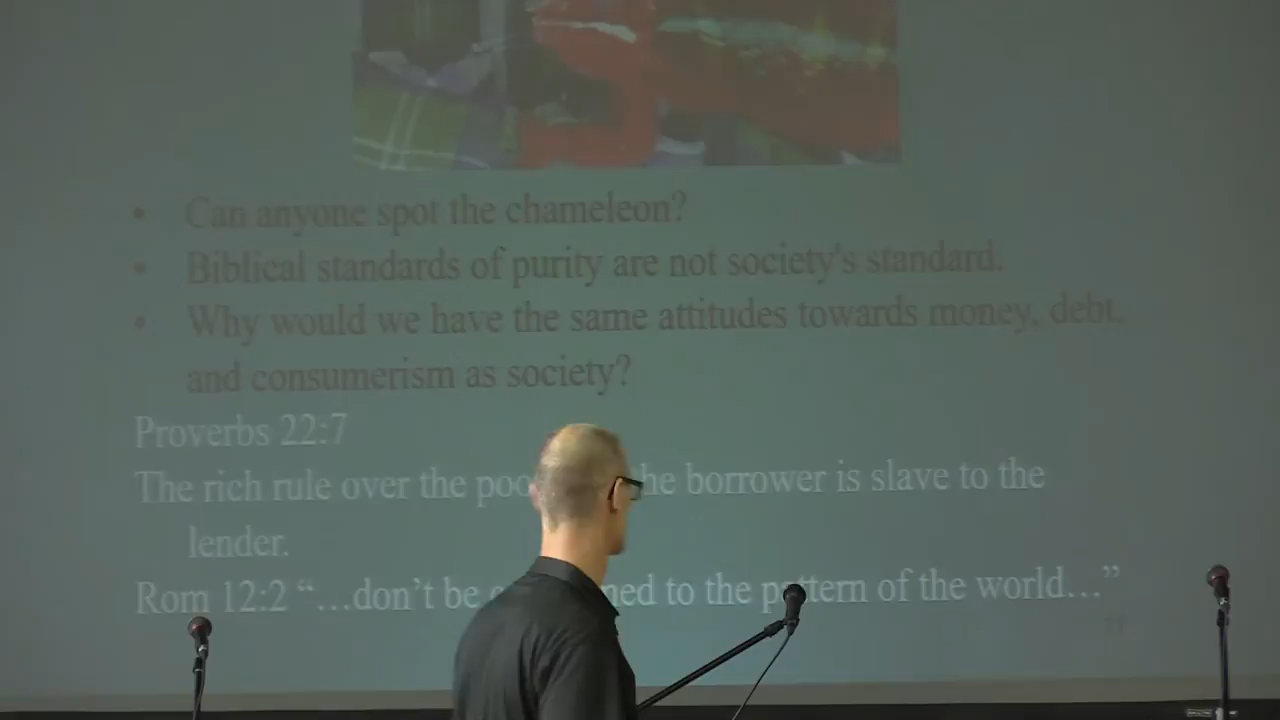 • Can anyone spot the chameleon?
• Biblical standards of purity are not society's standard.
• Why would we have the same attitudes towards money, debt,
and consumerism as society?
Proverbs 22:7
The rich rule over the poo he borrower is slave to the
lender.
Rom 12:2 “…don’t be c ned to the pattern of the world…”